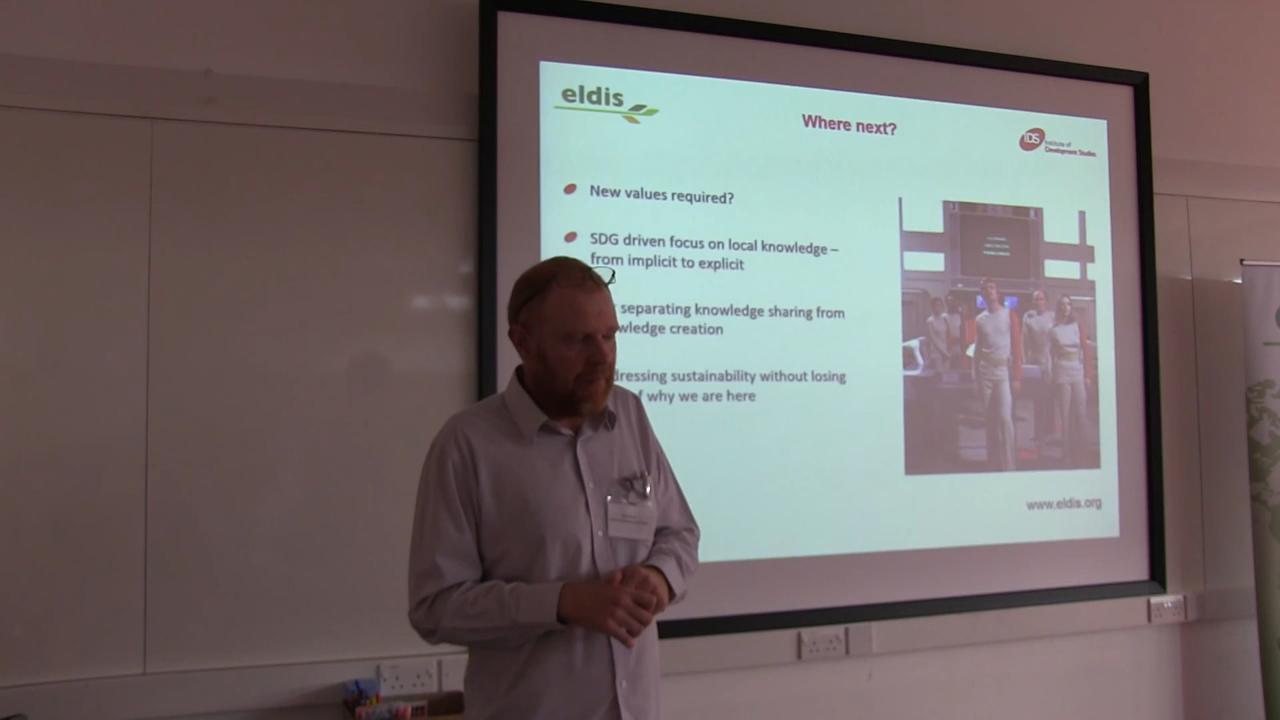 eldis
Where next?
IDS
Institute of
Development Studies
New values required?
SDG driven focus on local knowledge –
from implicit to explicit
separating knowledge sharing from
wledge creation
dressing sustainability without losing
f why we are here
www.eldis.org